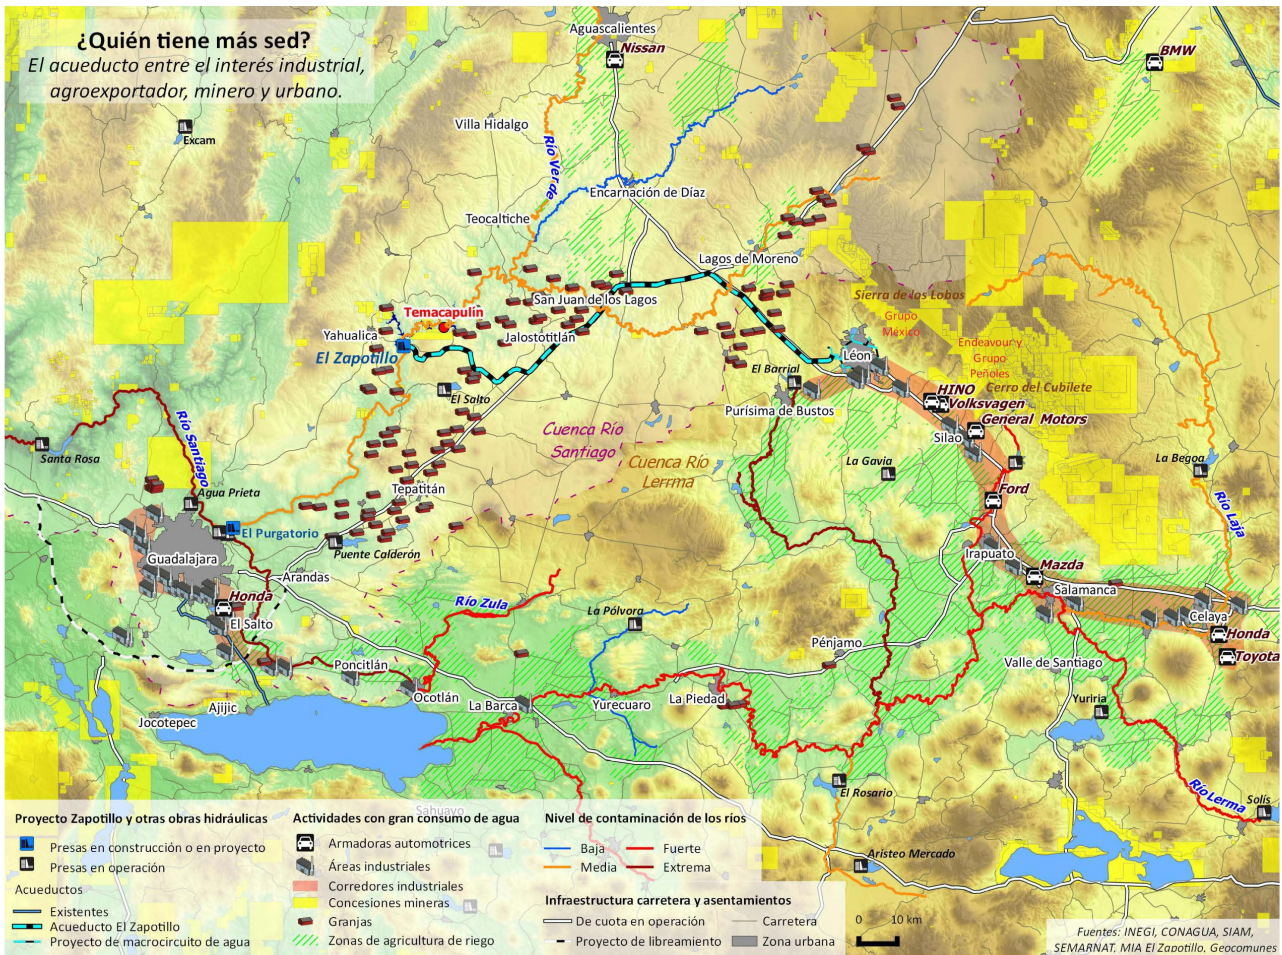 ¿Quién tiene más sed?
El acueducto entre el interés industrial,
agroexportador, minero y urbano.
Aguascalientes
Nissan
BMW
Excam
Villa Hidalgo
Río Verde
Encarnación de Díaz
Teocaltiche
Lagos de Moreno
San Juan de los Lagos
Sierra de los Lobos
Grupo
México
Temacapulín
Yahualica
El Zapotillo
Jalostotitlán
Léon
Endeavour y
Grupo
Peñoles
Cerro del Cubilete
El Barrial
El Salto
HINO
Volksvagen
Purísima de Bustos
General Motors
Silao
Río Santiago
Cuenca Río
Santiago
Cuenca Río
Lerrma
Santa Rosa
La Gavia
La Begoa
Agua Prieta
Tepatitán
Ford
Río Laja
El Purgatorio
Guadalajara
Puente Calderón
Irapuato
Mazda
Arandas
Salamanca
Honda
Río Zula
La Pólvora
Celaya
El Salto
Honda
Pénjamo
Toyota
Poncitlán
Valle de Santiago
Ocotlán
La Barca
Yurecuaro
La Piedad
Yuriria
Ajijic
Jocotepec
El Rosario
Río Lerma
Solís
Sahuayo
Aristeo Mercado
Proyecto Zapotillo y otras obras hidráulicas
Presas en construcción o en proyecto
Presas en operación
Acueductos
Existentes
Acueducto El Zapotillo
Proyecto de macrocircuito de agua
Actividades con gran consumo de agua
Armadoras automotrices
Áreas industriales
Corredores industriales
Concesiones mineras
Granjas
Zonas de agricultura de riego
Nivel de contaminación de los ríos
Baja
Fuerte
Media
Extrema
Infraestructura carretera y asentamientos
De cuota en operación
Carretera
Proyecto de libreamiento
Zona urbana
0 10 km
Fuentes: INEGI, CONAGUA, SIAM,
SEMARNAT, MIA El Zapotillo, Geocomunes